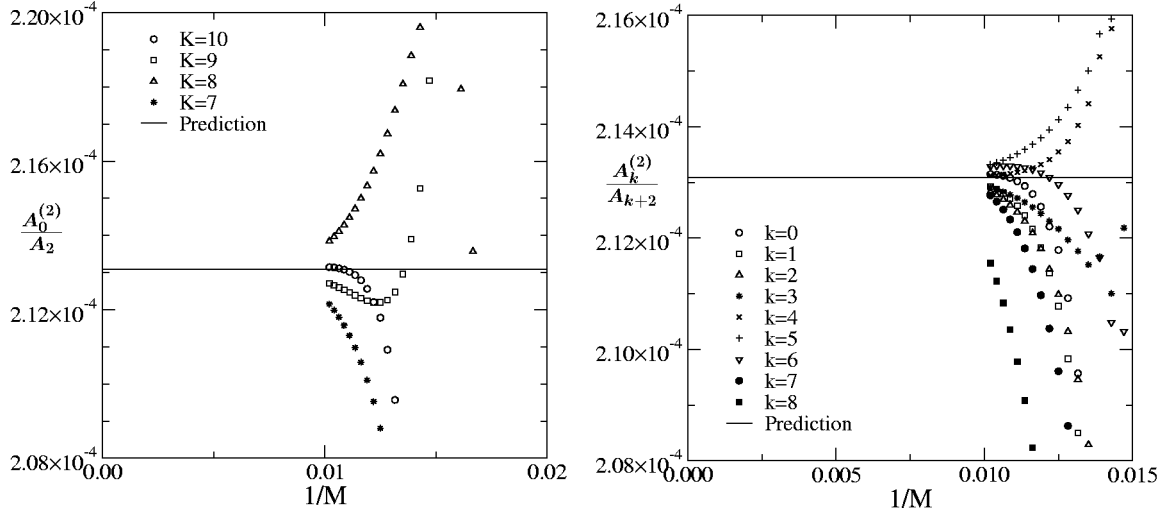 2.20×10⁻⁴
K=10
K=9
K=8
K=7
Prediction
2.16×10⁻⁴
A₀⁽²⁾
A₂
2.12×10⁻⁴
2.08×10⁻⁴
0.00
0.01
0.02
1/M
2.16×10⁻⁴
2.14×10⁻⁴
Aₖ⁽²⁾
Aₖ₊₂
2.12×10⁻⁴
k=0
k=1
k=2
k=3
k=4
k=5
k=6
k=7
k=8
Prediction
2.10×10⁻⁴
2.08×10⁻⁴
0.000
0.005
0.010
0.015
1/M